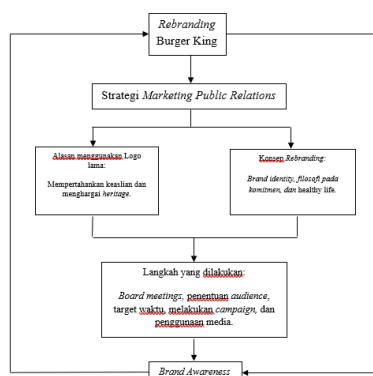 Rebranding
Burger King
Strategi Marketing Public Relations
Alasan menggunakan Logo
lama:
Mempertahankan keaslian dan
menghargai heritage.
Konsep Rebranding:
Brand identity, filosofi pada
komitmen, dan healthy life.
Langkah yang dilakukan:
Board meetings, penentuan audience,
target waktu, melakukan campaign, dan
penggunaan media.
Brand Awareness